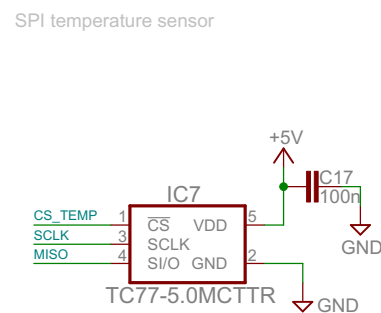 SPI temperature sensor
+5V
C17
100n
GND
IC7
CS_TEMP 1 CS VDD 5
SCLK 3 SCLK
MISO 4 SI/O GND 2
TC77-5.0MCTTR
GND